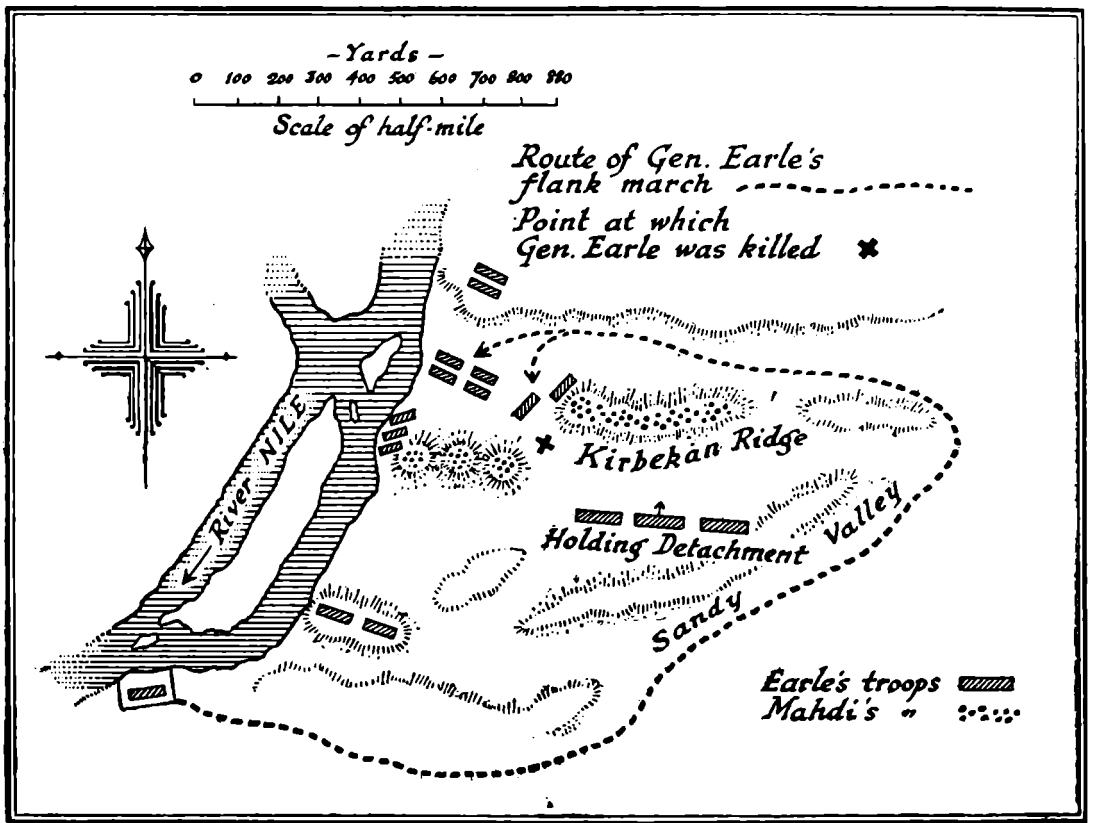 - Yards -
0 100 200 300 400 500 600 700 800 880
Scale of half-mile
Route of Gen. Earle's
flank march
Point at which
Gen. Earle was killed
River NILE
Kirbekan Ridge
Holding Detachment
Sandy Valley
Earle's troops
Mahdi's "